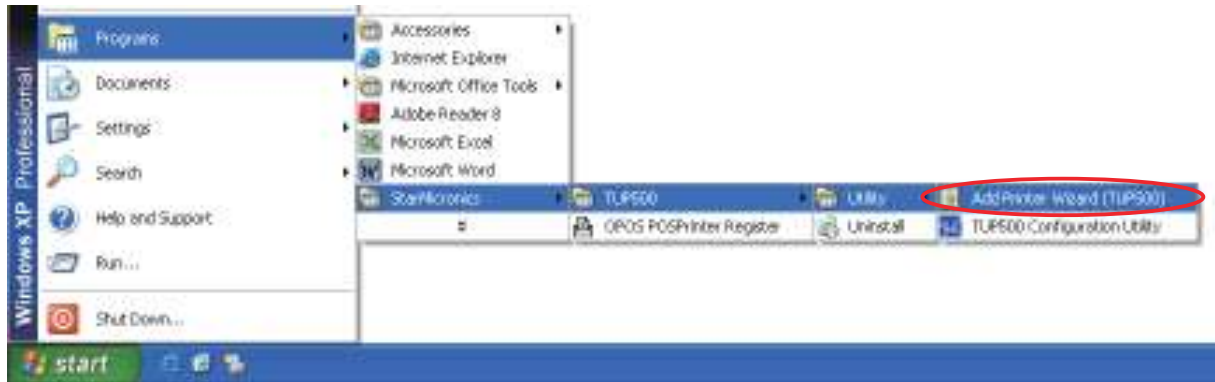 Windows XP Professional
Programs
Documents
Settings
Search
Help and Support
Run...
Shut Down...
Accessories
Internet Explorer
Microsoft Office Tools
Adobe Reader 8
Microsoft Excel
Microsoft Word
StarMicronics
TUP500
OPOS POSPrinter Register
Utility
Uninstall
Add Printer Wizard (TUP500)
TUP500 Configuration Utility
start